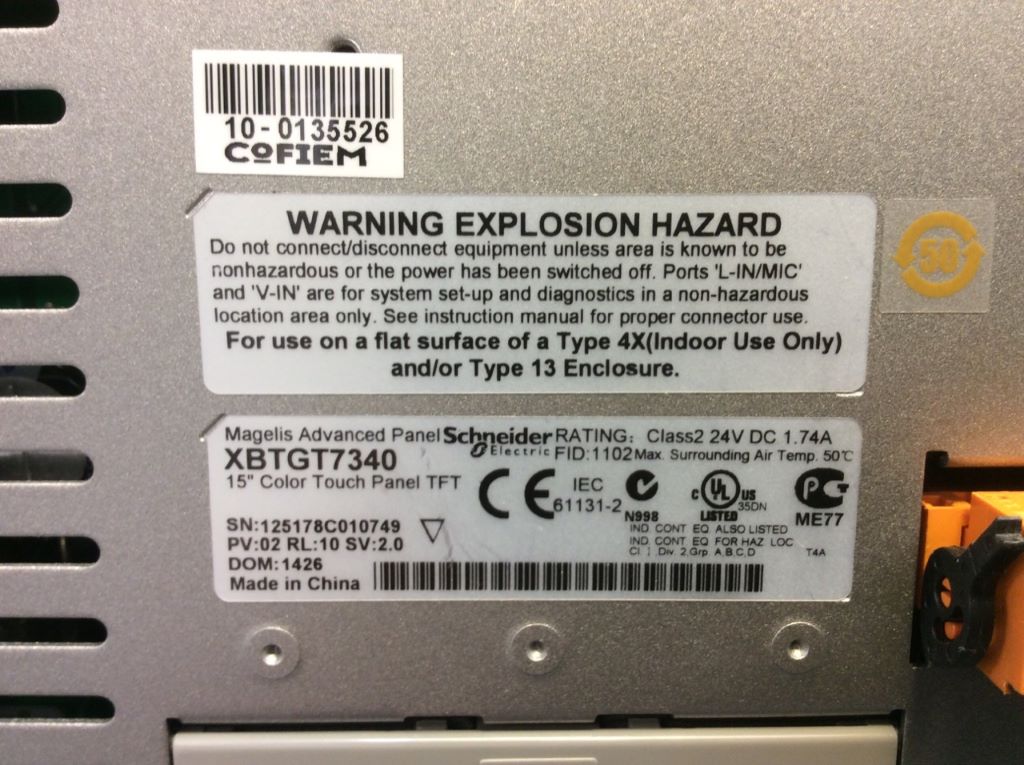 10-0135526
COFIEM
WARNING EXPLOSION HAZARD
Do not connect/disconnect equipment unless area is known to be
nonhazardous or the power has been switched off. Ports 'L-IN/MIC'
and 'V-IN' are for system set-up and diagnostics in a non-hazardous
location area only. See instruction manual for proper connector use.
For use on a flat surface of a Type 4X(Indoor Use Only)
and/or Type 13 Enclosure.
50
Magelis Advanced Panel Schneider Electric RATING: Class2 24V DC 1.74A
XBTGT7340 FID:1102 Max. Surrounding Air Temp. 50℃
15" Color Touch Panel TFT
CE IEC 61131-2 N998 c UL US LISTED 35DN ME77
SN:125178C010749
PV:02 RL:10 SV:2.0
DOM:1426
Made in China
IND. CONT. EQ. ALSO LISTED
IND. CONT. EQ. FOR HAZ. LOC.
Cl. I, Div. 2,Grp. A,B,C,D T4A